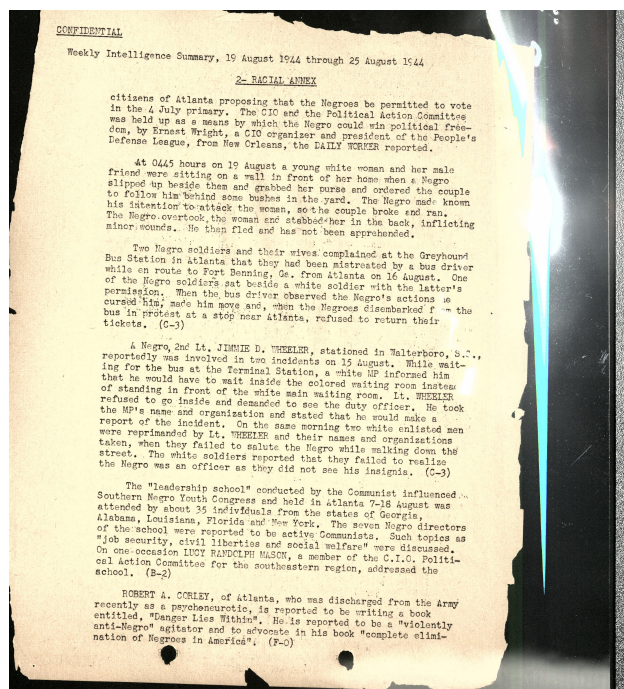 CONFIDENTIAL
Weekly Intelligence Summary, 19 August 1944 through 25 August 1944
2- RACIAL ANNEX
citizens of Atlanta proposing that the Negroes be permitted to vote
in the 4 July primary. The CIO and the Political Action Committee
was held up as a means by which the Negro could win political free-
dom, by Ernest Wright, a CIO organizer and president of the People's
Defense League, from New Orleans, the DAILY WORKER reported.
At 0445 hours on 19 August a young white woman and her male
friend were sitting on a wall in front of her home when a Negro
slipped up beside them and grabbed her purse and ordered the couple
to follow him behind some bushes in the yard. The Negro made known
his intention to attack the woman, so the couple broke and ran.
The Negro overtook the woman and stabbed her in the back, inflicting
minor wounds. He then fled and has not been apprehended.
Two Negro soldiers and their wives complained at the Greyhound
Bus Station in Atlanta that they had been mistreated by a bus driver
while en route to Fort Benning, Ga. from Atlanta on 16 August. One
of the Negro soldiers sat beside a white soldier with the latter's
permission. When the bus driver observed the Negro's actions
cursed him, made him move and, when the Negroes disembarked the
bus in protest at a stop near Atlanta, refused to return their
tickets. (C-3)
A Negro, 2nd Lt. JIMMIE D. WHEELER, stationed in Walterboro, S.C.,
reportedly was involved in two incidents on 15 August. While wait-
ing for the bus at the Terminal Station, a white MP informed him
that he would have to wait inside the colored waiting room instead
of standing in front of the white main waiting room. Lt. WHEELER
refused to go inside and demanded to see the duty officer. He took
the MP's name and organization and stated that he would make a
report of the incident. On the same morning two white enlisted men
were reprimanded by Lt. WHEELER and their names and organizations
taken, when they failed to salute the Negro while walking down the
street. The white soldiers reported that they failed to realize
the Negro was an officer as they did not see his insignia. (C-3)
The "leadership school" conducted by the Communist influenced
Southern Negro Youth Congress and held in Atlanta 7-18 August was
attended by about 35 individuals from the states of Georgia,
Alabama, Louisiana, Florida and New York. The seven Negro directors
of the school were reported to be active Communists. Such topics as
"job security, civil liberties and social welfare" were discussed.
On one occasion LUCY RANDOLPH MASON, a member of the C.I.O. Politi-
cal Action Committee for the southeastern region, addressed the
school. (B-2)
ROBERT A. CORLEY, of Atlanta, who was discharged from the Army
recently as a psychoneurotic, is reported to be writing a book
entitled, "Danger Lies Within". He is reported to be a "violently
anti-Negro" agitator and to advocate in his book "complete elimi-
nation of Negroes in America". (F-0)